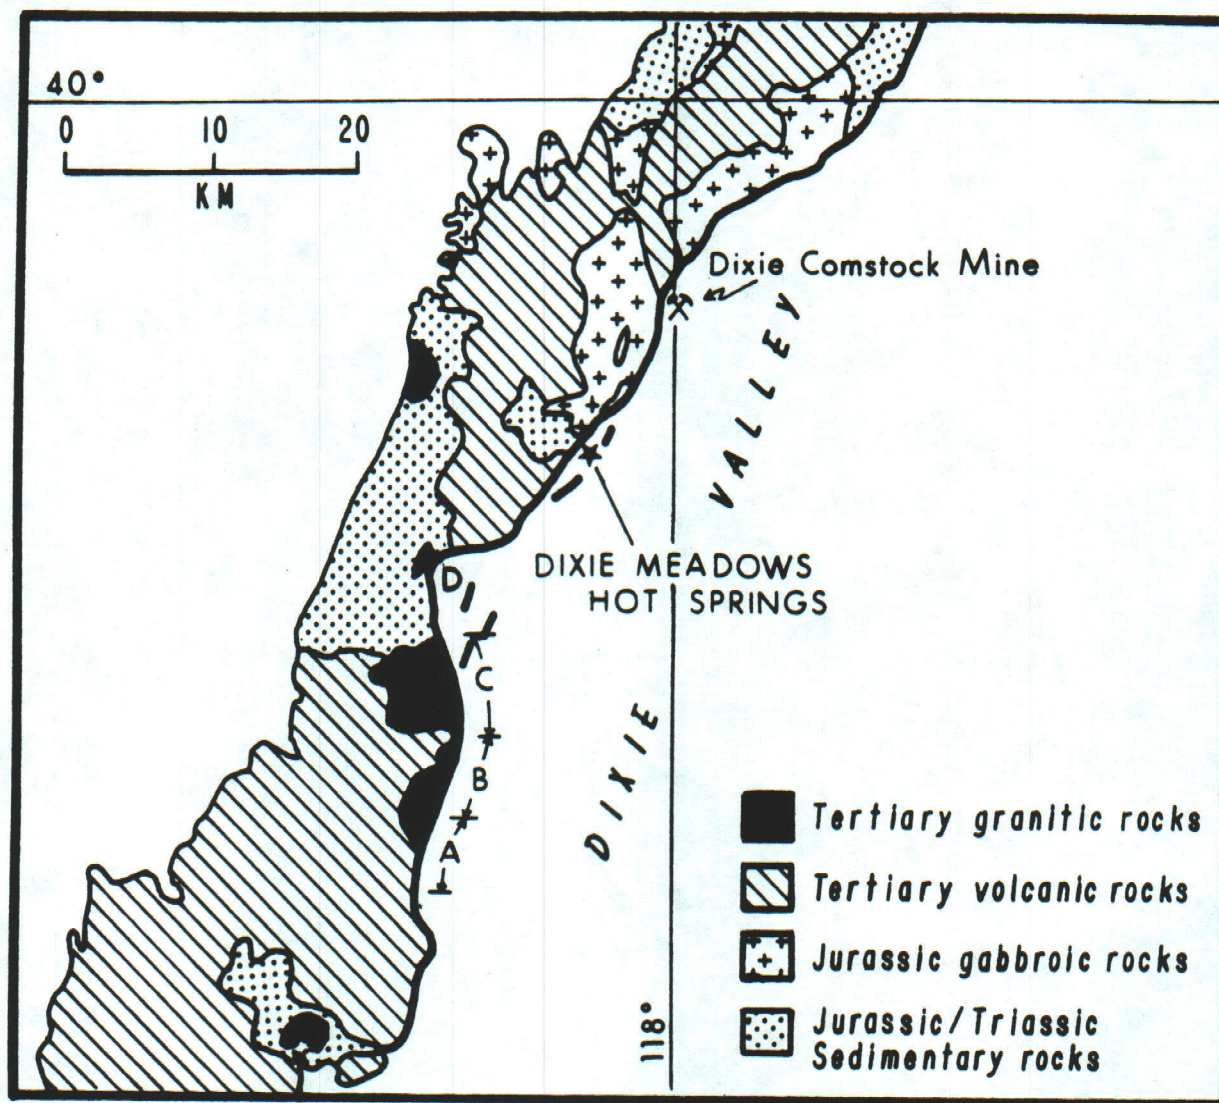 40°
0 10 20
KM
Dixie Comstock Mine
VALLEY
DIXIE MEADOWS
HOT SPRINGS
D
C
B
A
DIXIE
Tertiary granitic rocks
Tertiary volcanic rocks
Jurassic gabbroic rocks
Jurassic/Triassic
Sedimentary rocks
118°